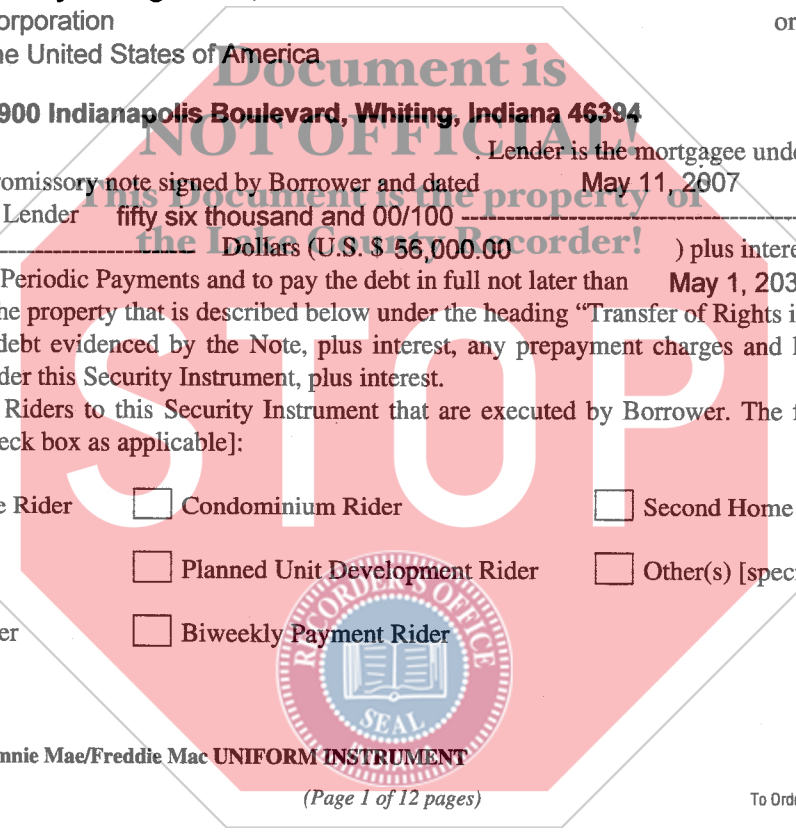 orporation or
he United States of America
Document is
900 Indianapolis Boulevard, Whiting, Indiana 46394
NOT OFFICIAL!
. Lender is the mortgagee unde
omissory note signed by Borrower and dated May 11, 2007
This Document is the property of
Lender fifty six thousand and 00/100 ----------------------------------------
the Lake County Recorder!
-------------------- Dollars (U.S. $ 56,000.00 ) plus intere
Periodic Payments and to pay the debt in full not later than May 1, 203
he property that is described below under the heading “Transfer of Rights i
debt evidenced by the Note, plus interest, any prepayment charges and l
der this Security Instrument, plus interest.
STOP
Riders to this Security Instrument that are executed by Borrower. The f
eck box as applicable]:
e Rider Condominium Rider Second Home
Planned Unit Development Rider Other(s) [speci
er Biweekly Payment Rider
RECORDER'S OFFICE
SEAL
INDIANA
nnie Mae/Freddie Mac UNIFORM INSTRUMENT
(Page 1 of 12 pages)
To Orde